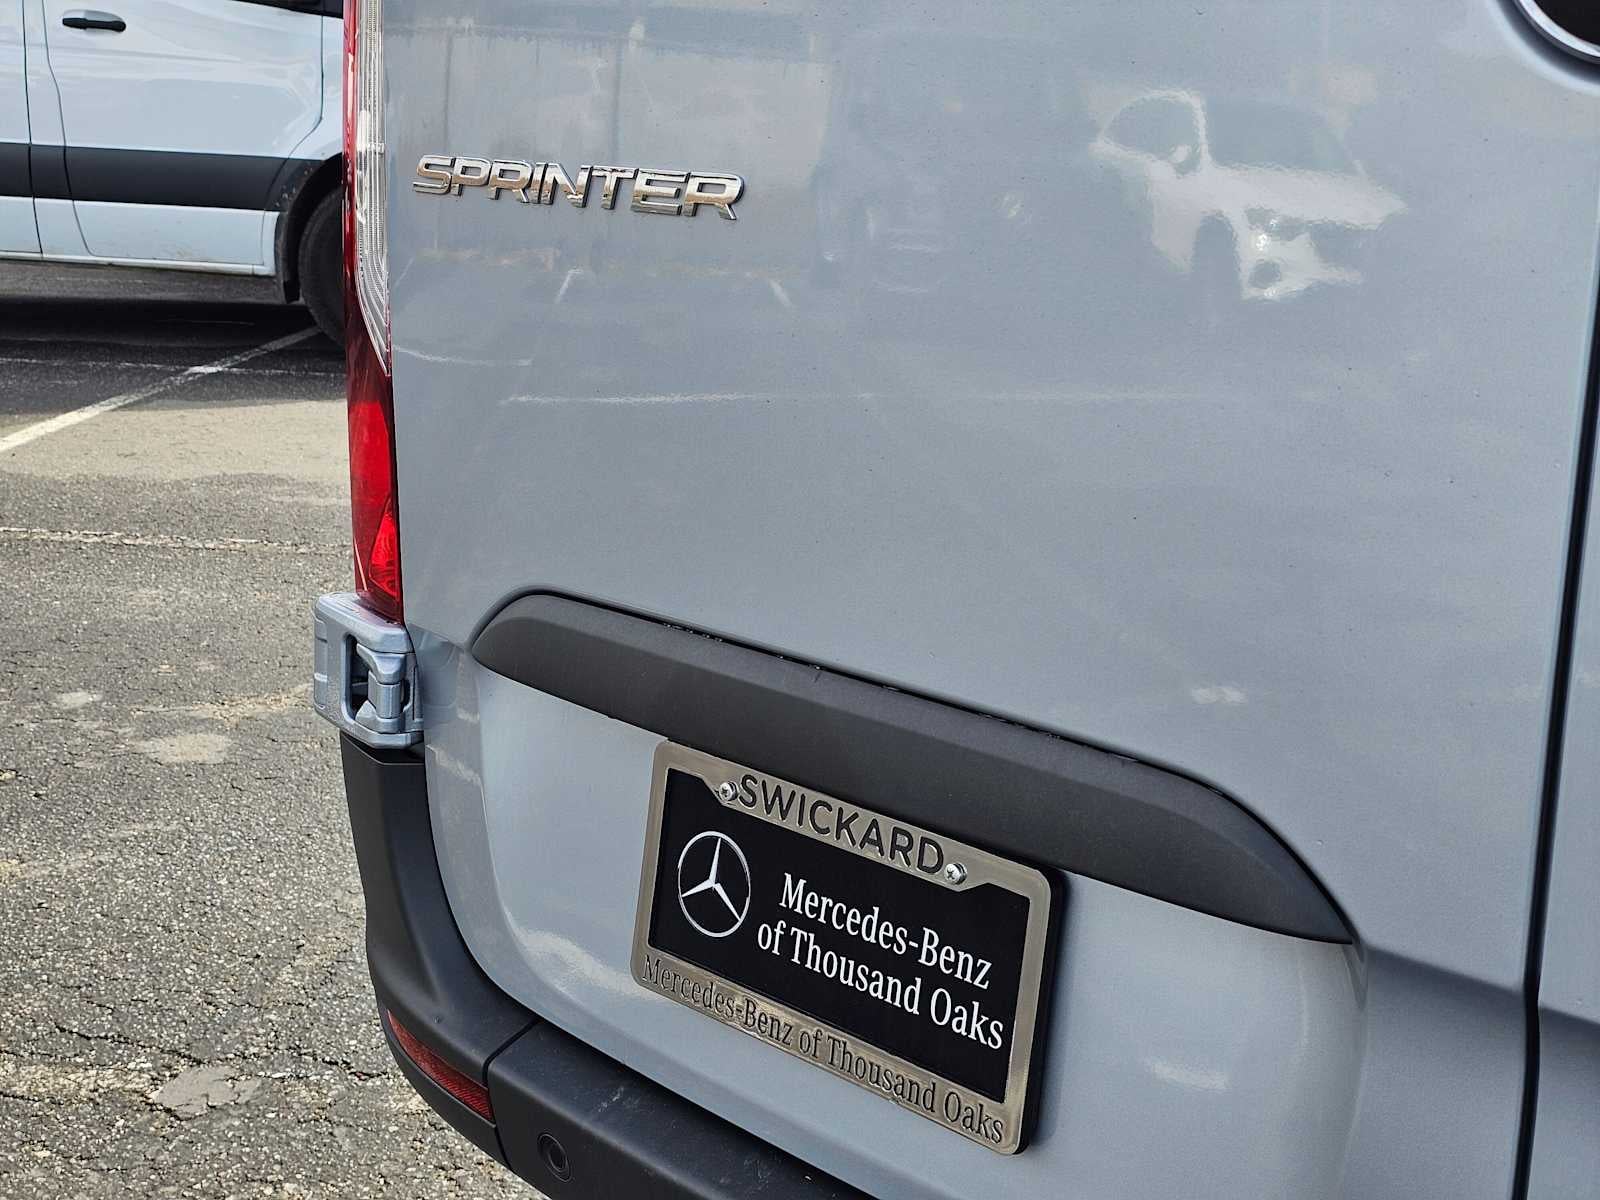 SPRINTER
SWICKARD
Mercedes-Benz
of Thousand Oaks
Mercedes-Benz of Thousand Oaks